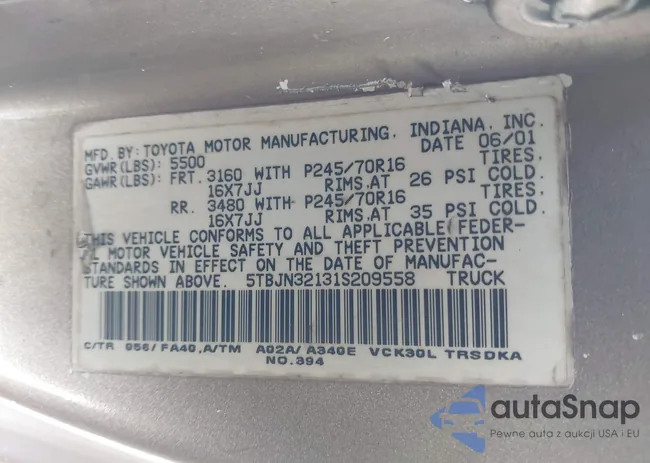 MFD. BY: TOYOTA MOTOR MANUFACTURING, INDIANA, INC.
GVWR (LBS): 5500 DATE 06/01
GAWR (LBS): FRT. 3160 WITH P245/70R16 TIRES.
16X7JJ RIMS.AT 26 PSI COLD.
RR. 3480 WITH P245/70R16 TIRES.
16X7JJ RIMS.AT 35 PSI COLD.
THIS VEHICLE CONFORMS TO ALL APPLICABLE FEDER-
AL MOTOR VEHICLE SAFETY AND THEFT PREVENTION
STANDARDS IN EFFECT ON THE DATE OF MANUFAC-
TURE SHOWN ABOVE. 5TBJN32131S209558 TRUCK
C/TR 056/FA40,A/TM A02A/A340E VCK30L TRSDKA
NO.394
autaSnap
Pewne auta z aukcji USA i EU